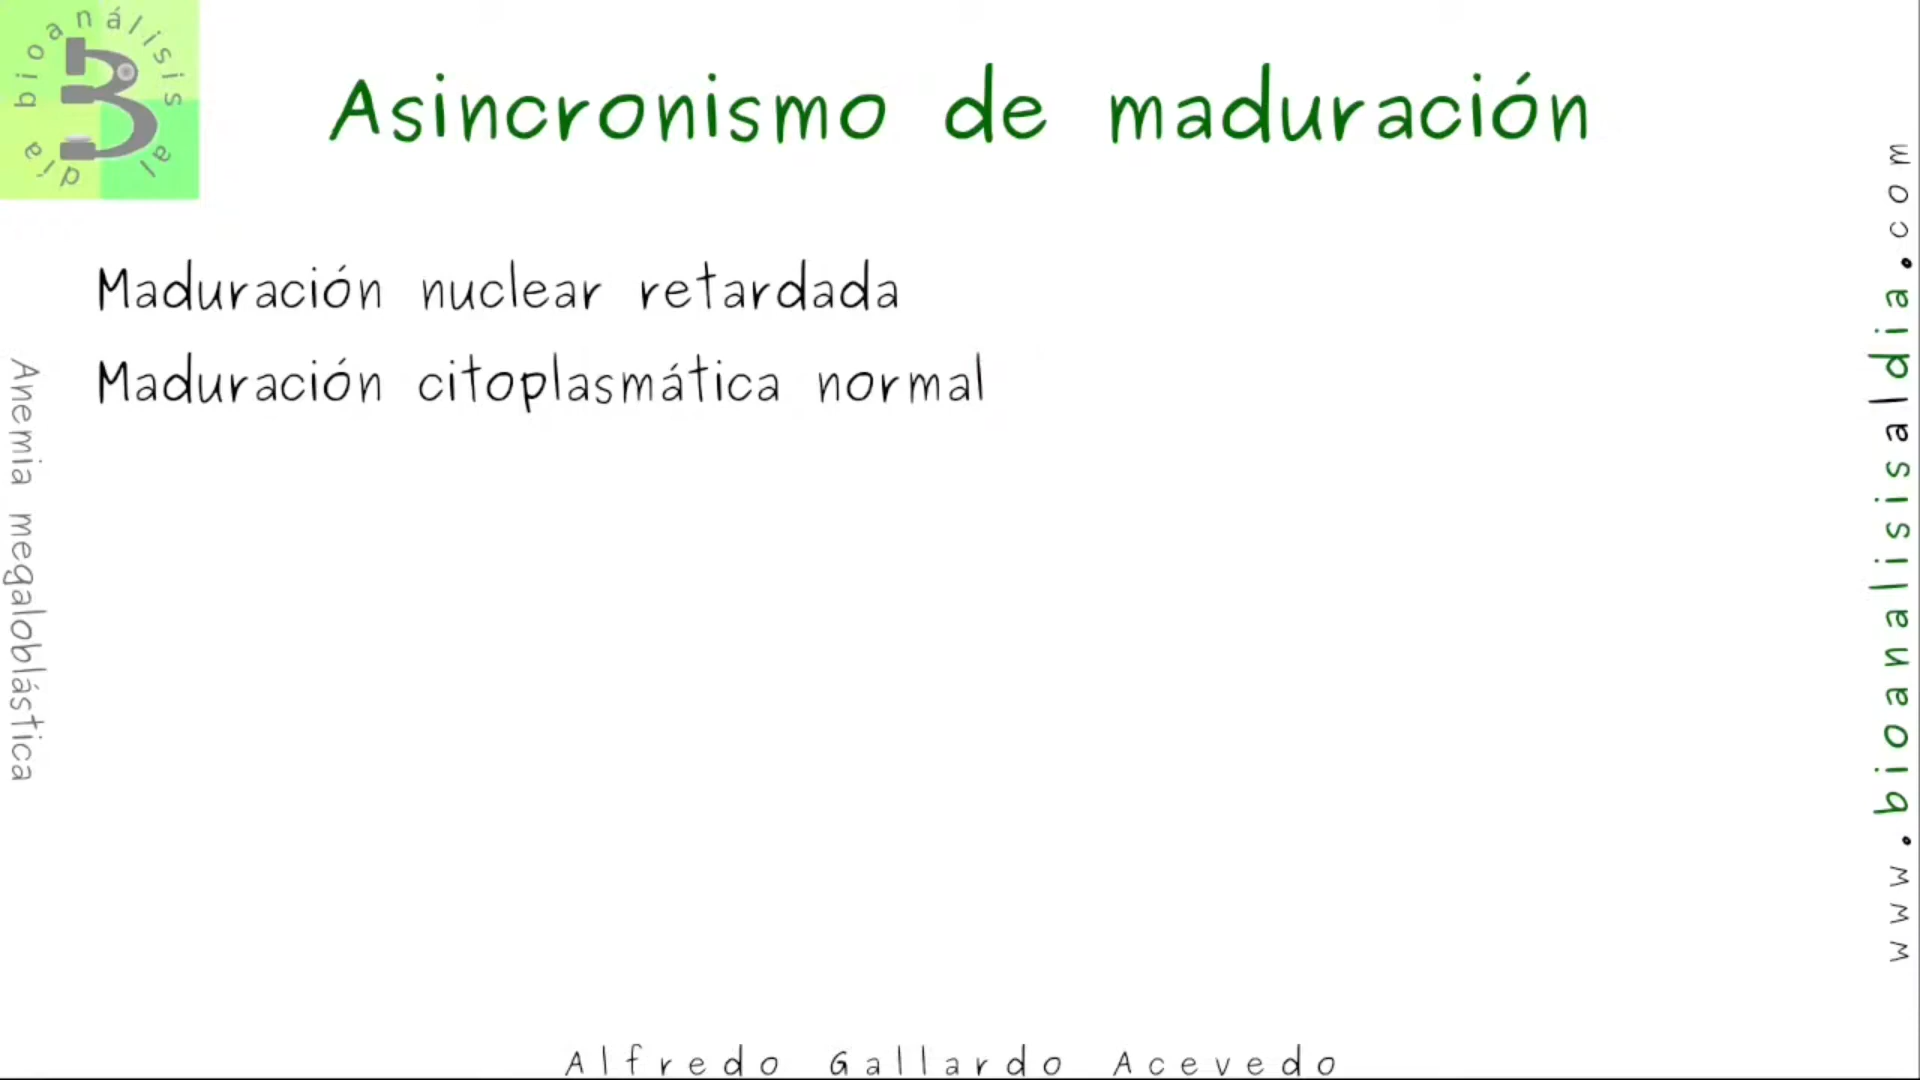 bioanálisis al día
Asincronismo de maduración
Maduración nuclear retardada
Maduración citoplasmática normal
Anemia megaloblástica
www.bioanalisisaldia.com
Alfredo Gallardo Acevedo